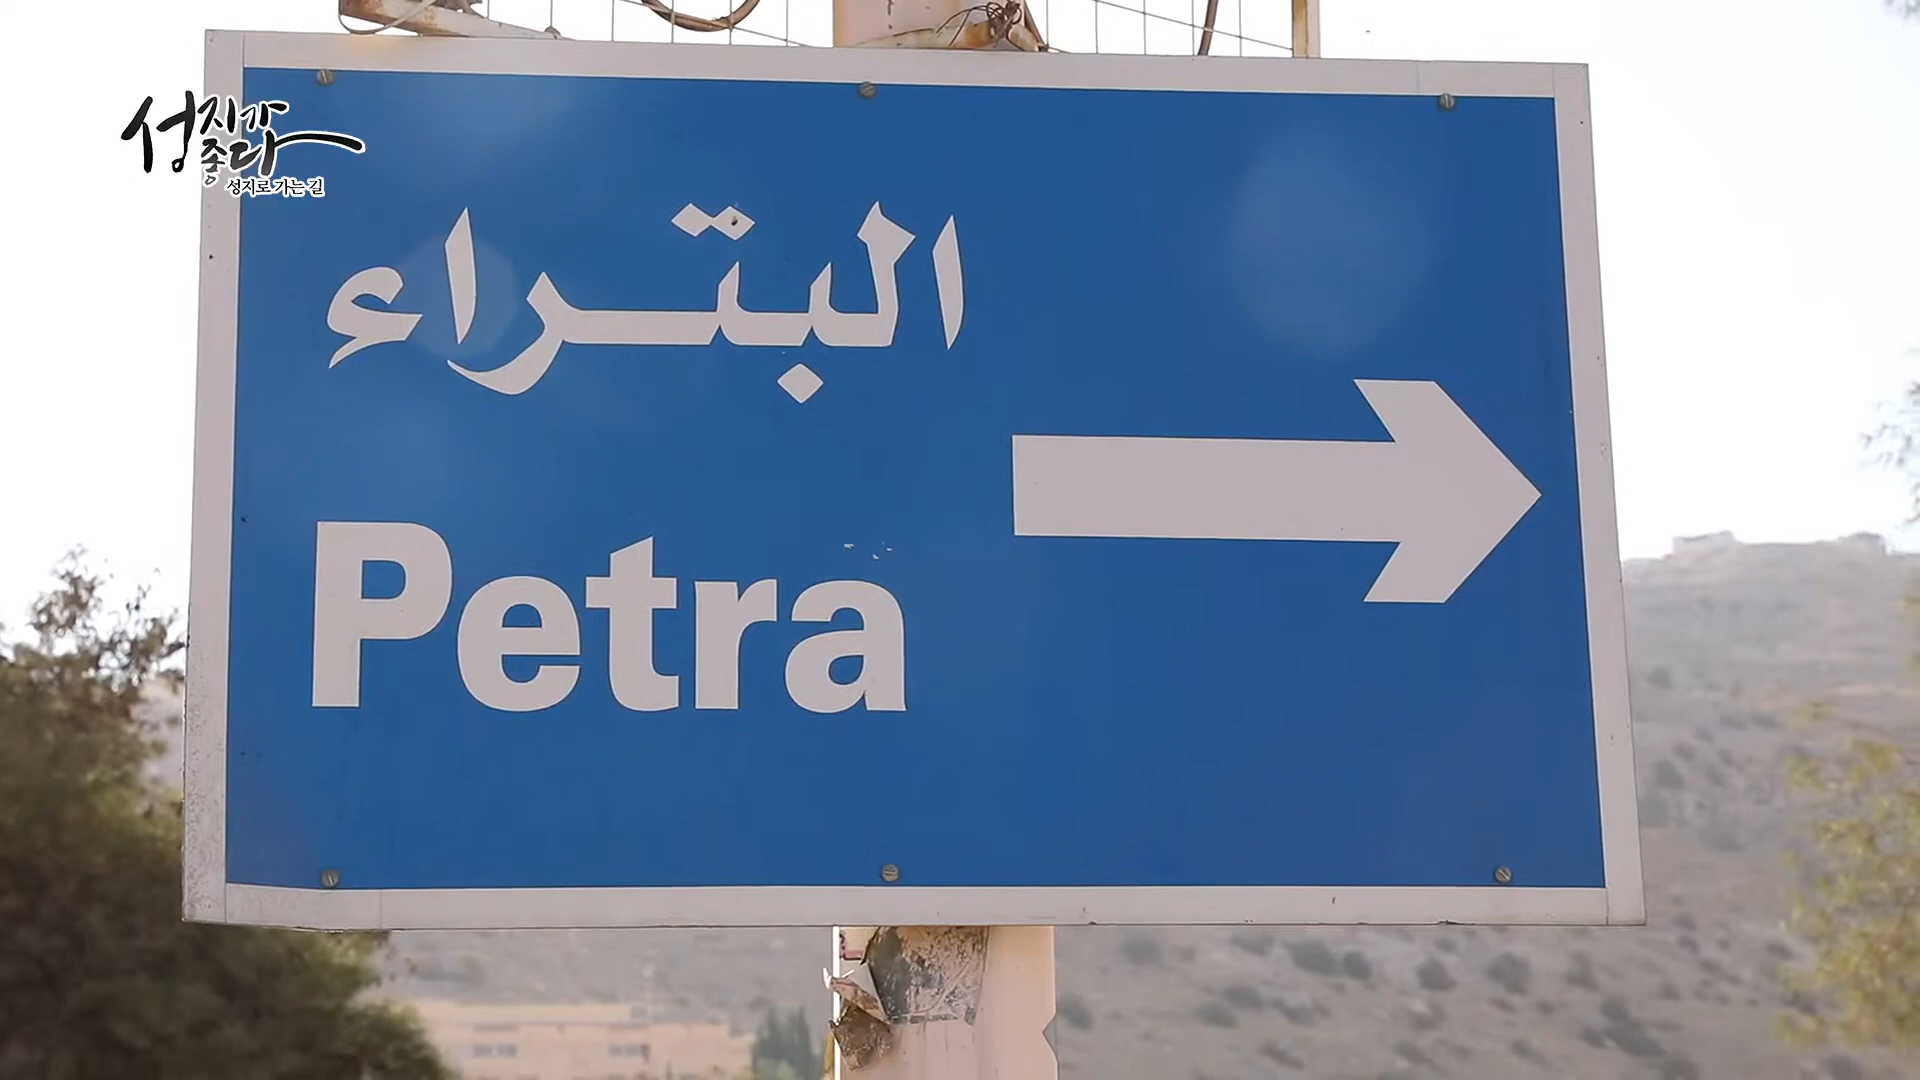 성지가
좋다
성지로 가는 길
البتراء
Petra